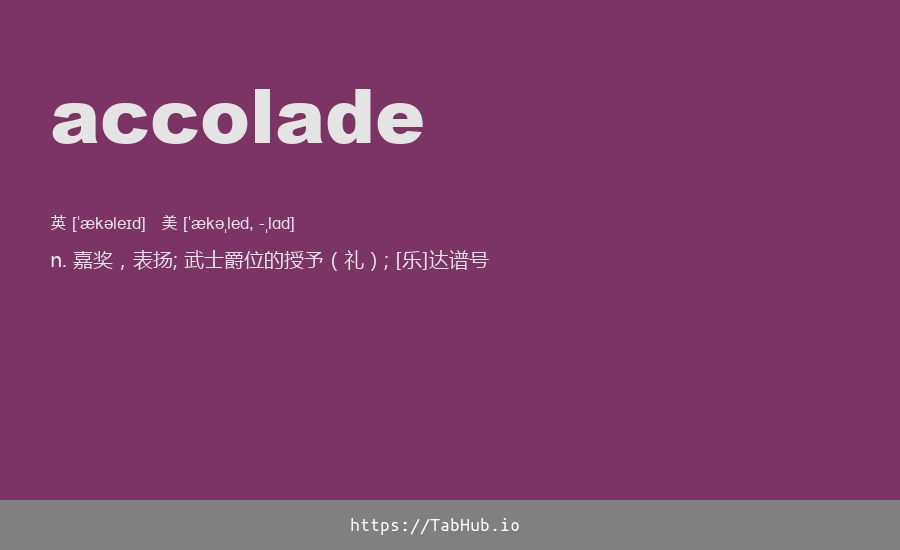 accolade
英 [ˈækəleɪd] 美 [ˈækəˌled, -ˌlɑd]
n. 嘉奖，表扬; 武士爵位的授予（礼）; [乐]达谱号
https://TabHub.io